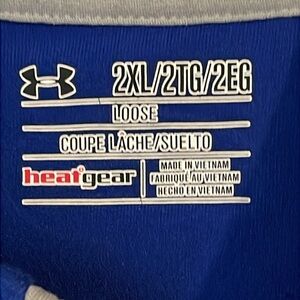 2XL/2TG/2EG
LOOSE
COUPE LÂCHE/SUELTO
heatgear
MADE IN VIETNAM
FABRIQUÉ AU VIETNAM
HECHO EN VIETNAM